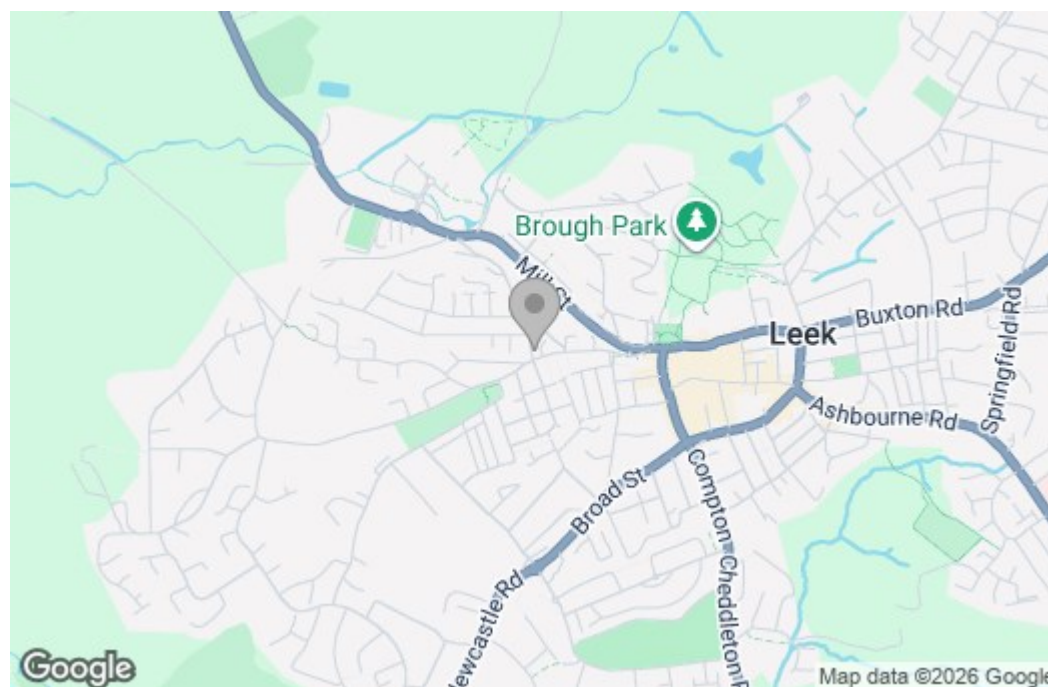 Brough Park
Mill St
Buxton Rd
Leek
Springfield Rd
Ashbourne Rd
Broad St
Compton
Cheddleton R
Newcastle Rd
Google
Map data ©2026 Google